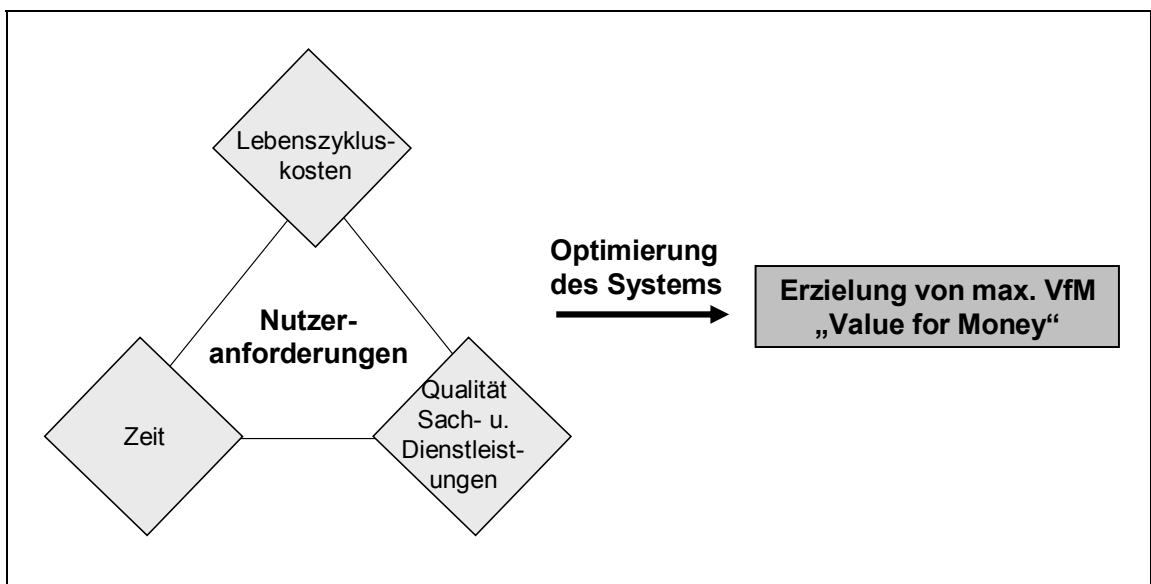 Lebenszyklus-
kosten
Nutzer-
anforderungen
Zeit
Qualität
Sach- u.
Dienstleist-
ungen
Optimierung
des Systems
Erzielung von max. VfM
„Value for Money“